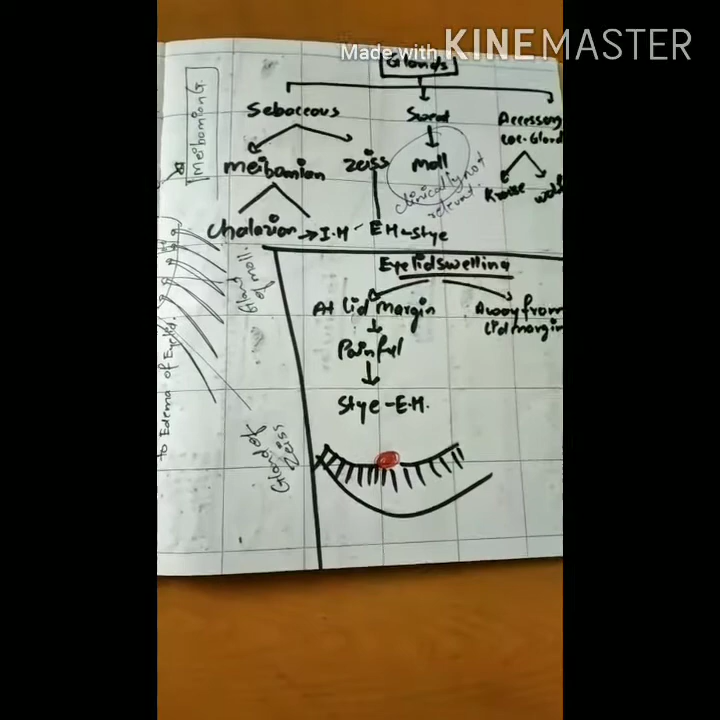 Made with KINEMASTER
Glands
Sebaceous Sweat Accessory
Lac-Gland
Meibomian Zeiss Moll
Clinically not
relevant.
Krause Wolf
Chalazion → I.H - E.H - Stye
Eyelid swelling
At Lid Margin Away from
Lid margin
Painful
Stye - E.H.
Meibomian G.
Gland
of moll.
Gland of
Zeiss
to Edema of Eyelid.